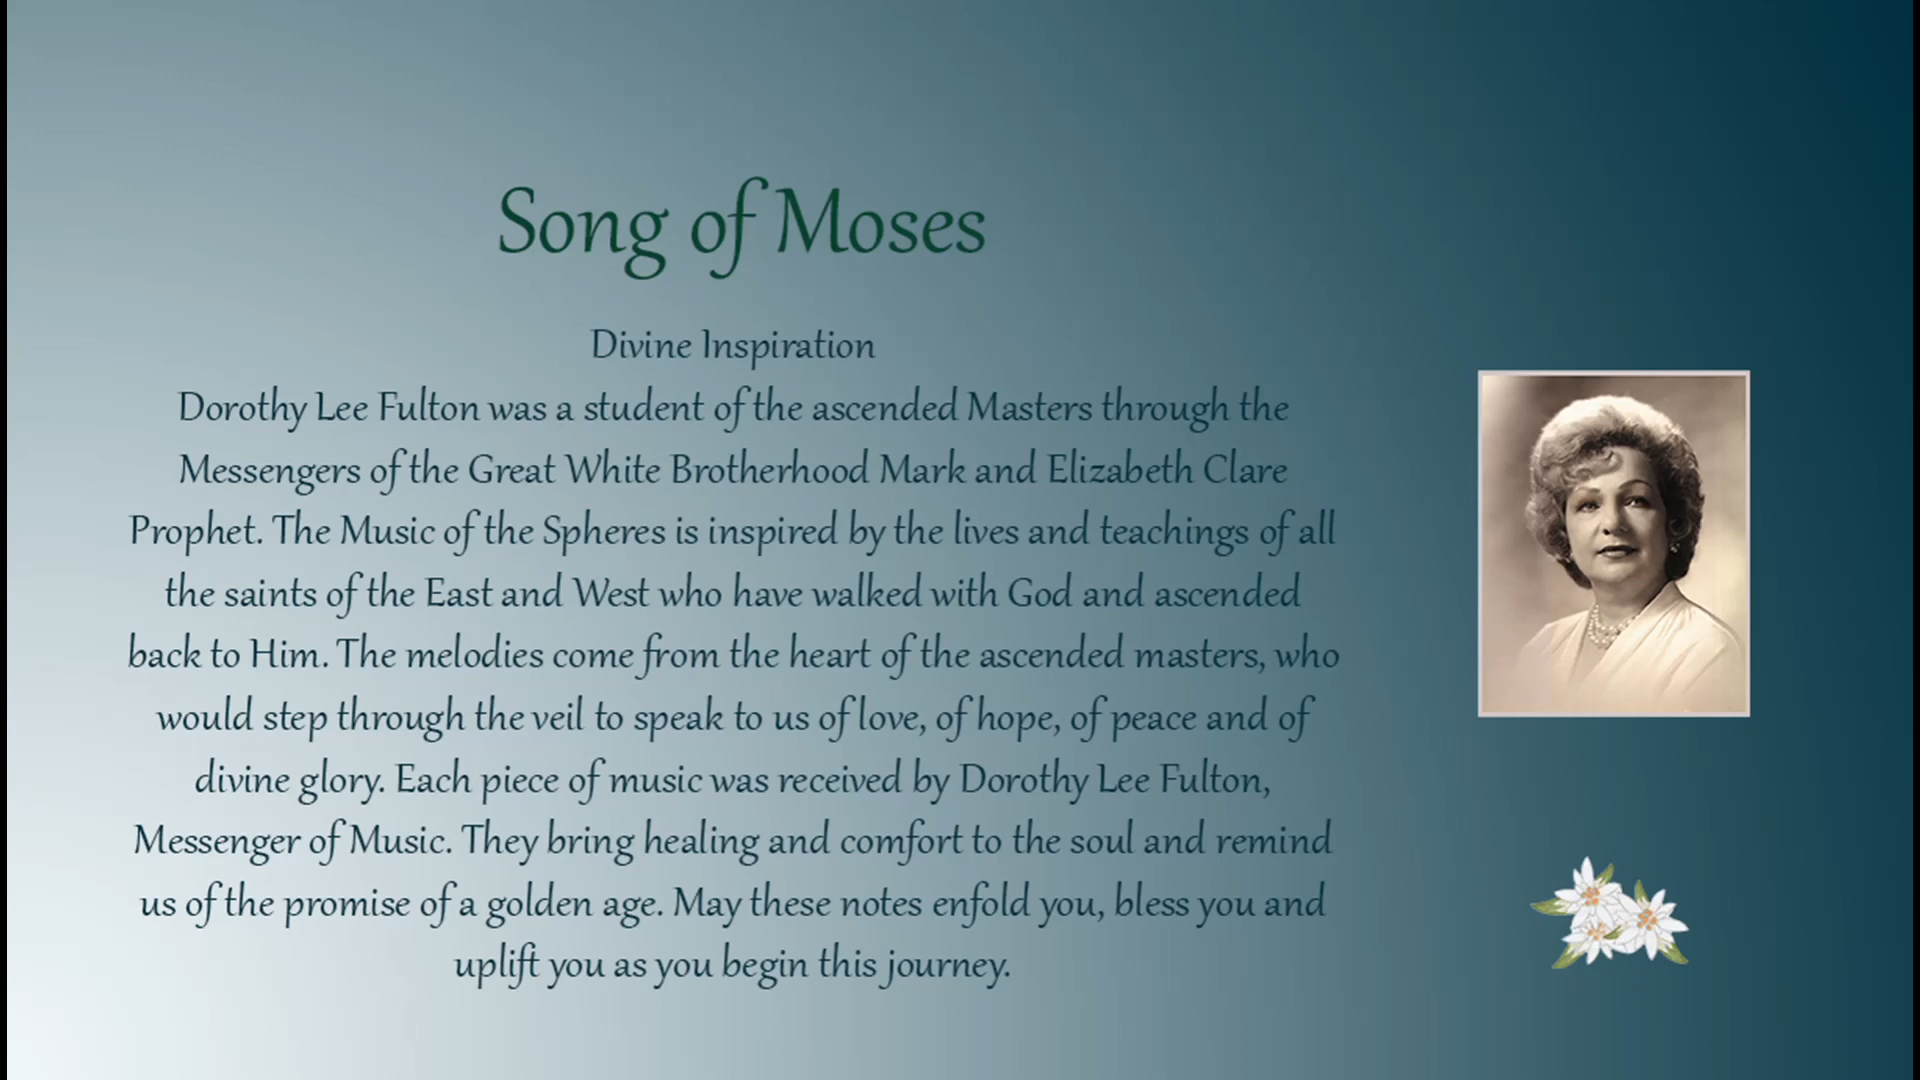 Song of Moses
Divine Inspiration
Dorothy Lee Fulton was a student of the ascended Masters through the
Messengers of the Great White Brotherhood Mark and Elizabeth Clare
Prophet. The Music of the Spheres is inspired by the lives and teachings of all
the saints of the East and West who have walked with God and ascended
back to Him. The melodies come from the heart of the ascended masters, who
would step through the veil to speak to us of love, of hope, of peace and of
divine glory. Each piece of music was received by Dorothy Lee Fulton,
Messenger of Music. They bring healing and comfort to the soul and remind
us of the promise of a golden age. May these notes enfold you, bless you and
uplift you as you begin this journey.